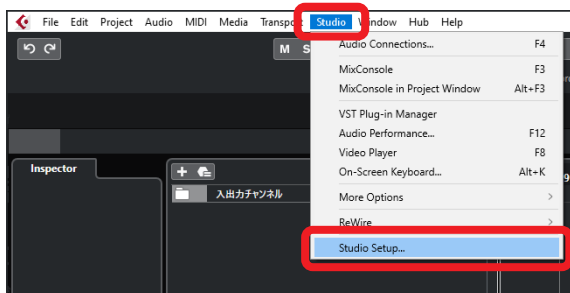 File Edit Project Audio MIDI Media Transport Studio Window Hub Help
M S
Audio Connections... F4
MixConsole F3
MixConsole in Project Window Alt+F3
VST Plug-in Manager
Audio Performance... F12
Video Player F8
On-Screen Keyboard... Alt+K
More Options >
ReWire >
Studio Setup...
Inspector
入出力チャンネル